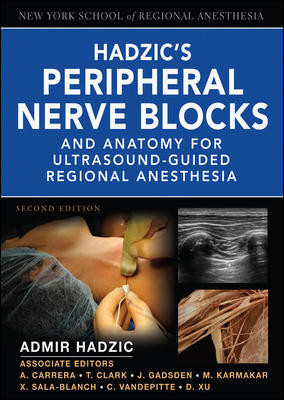 NEW YORK SCHOOL of REGIONAL ANESTHESIA
HADZIC'S
PERIPHERAL
NERVE BLOCKS
AND ANATOMY FOR
ULTRASOUND-GUIDED
REGIONAL ANESTHESIA
SECOND EDITION
ADMIR HADZIC
ASSOCIATE EDITORS
A. CARRERA • T. CLARK • J. GADSDEN • M. KARMAKAR
X. SALA-BLANCH • C. VANDEPITTE • D. XU